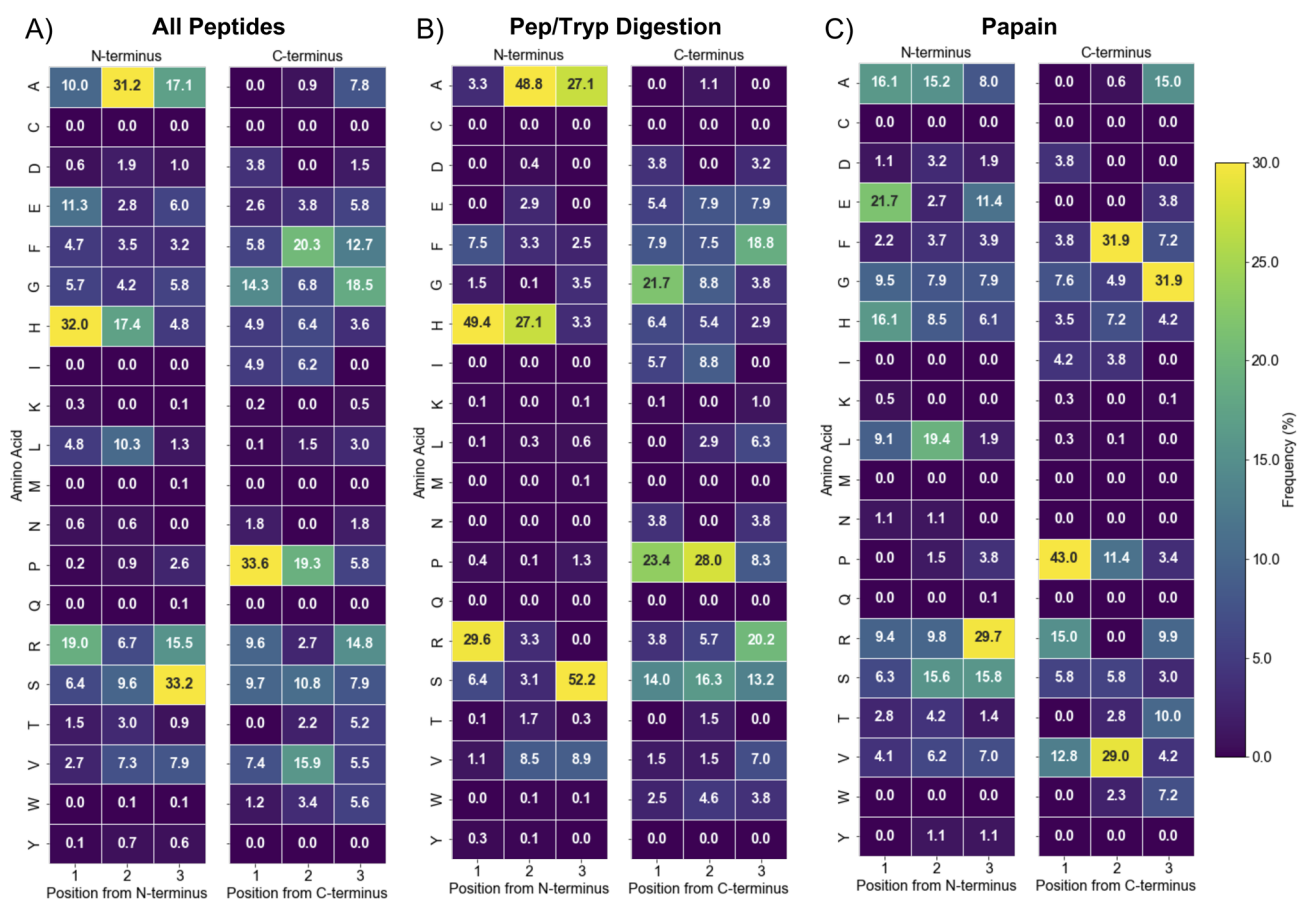 A) All Peptides B) Pep/Tryp Digestion C) Papain
N-terminus C-terminus N-terminus C-terminus N-terminus C-terminus
A 10.0 31.2 17.1 0.0 0.9 7.8 3.3 48.8 27.1 0.0 1.1 0.0 A 16.1 15.2 8.0 0.0 0.6 15.0
C 0.0 0.0 0.0 0.0 0.0 0.0 C 0.0 0.0 0.0 0.0 0.0 0.0 C 0.0 0.0 0.0 0.0 0.0 0.0
D 0.6 1.9 1.0 3.8 0.0 1.5 D 0.0 0.4 0.0 3.8 0.0 3.2 D 1.1 3.2 1.9 3.8 0.0 0.0
E 11.3 2.8 6.0 2.6 3.8 5.8 E 0.0 2.9 0.0 5.4 7.9 7.9 E 21.7 2.7 11.4 0.0 0.0 3.8
F 4.7 3.5 3.2 5.8 20.3 12.7 F 7.5 3.3 2.5 7.9 7.5 18.8 F 2.2 3.7 3.9 3.8 31.9 7.2
G 5.7 4.2 5.8 14.3 6.8 18.5 G 1.5 0.1 3.5 21.7 8.8 3.8 G 9.5 7.9 7.9 7.6 4.9 31.9
H 32.0 17.4 4.8 4.9 6.4 3.6 H 49.4 27.1 3.3 6.4 5.4 2.9 H 16.1 8.5 6.1 3.5 7.2 4.2
I 0.0 0.0 0.0 4.9 6.2 0.0 I 0.0 0.0 0.0 5.7 8.8 0.0 I 0.0 0.0 0.0 4.2 3.8 0.0
K 0.3 0.0 0.1 0.2 0.0 0.5 K 0.1 0.0 0.1 0.1 0.0 1.0 K 0.5 0.0 0.0 0.3 0.0 0.1
L 4.8 10.3 1.3 0.1 1.5 3.0 L 0.1 0.3 0.6 0.0 2.9 6.3 L 9.1 19.4 1.9 0.3 0.1 0.0
M 0.0 0.0 0.1 0.0 0.0 0.0 M 0.0 0.0 0.1 0.0 0.0 0.0 M 0.0 0.0 0.0 0.0 0.0 0.0
N 0.6 0.6 0.0 1.8 0.0 1.8 N 0.0 0.0 0.0 3.8 0.0 3.8 N 1.1 1.1 0.0 0.0 0.0 0.0
P 0.2 0.9 2.6 33.6 19.3 5.8 P 0.4 0.1 1.3 23.4 28.0 8.3 P 0.0 1.5 3.8 43.0 11.4 3.4
Q 0.0 0.0 0.1 0.0 0.0 0.0 Q 0.0 0.0 0.0 0.0 0.0 0.0 Q 0.0 0.0 0.1 0.0 0.0 0.0
R 19.0 6.7 15.5 9.6 2.7 14.8 R 29.6 3.3 0.0 3.8 5.7 20.2 R 9.4 9.8 29.7 15.0 0.0 9.9
S 6.4 9.6 33.2 9.7 10.8 7.9 S 6.4 3.1 52.2 14.0 16.3 13.2 S 6.3 15.6 15.8 5.8 5.8 3.0
T 1.5 3.0 0.9 0.0 2.2 5.2 T 0.1 1.7 0.3 0.0 1.5 0.0 T 2.8 4.2 1.4 0.0 2.8 10.0
V 2.7 7.3 7.9 7.4 15.9 5.5 V 1.1 8.5 8.9 1.5 1.5 7.0 V 4.1 6.2 7.0 12.8 29.0 4.2
W 0.0 0.1 0.1 1.2 3.4 5.6 W 0.0 0.1 0.1 2.5 4.6 3.8 W 0.0 0.0 0.0 0.0 2.3 7.2
Y 0.1 0.7 0.6 0.0 0.0 0.0 Y 0.3 0.1 0.0 0.0 0.0 0.0 Y 0.0 1.1 1.1 0.0 0.0 0.0
1 2 3 1 2 3 1 2 3 1 2 3 1 2 3 1 2 3
Position from N-terminus Position from C-terminus Position from N-terminus Position from C-terminus Position from N-terminus Position from C-terminus
Amino Acid
Amino Acid
Amino Acid
30.0
25.0
20.0
15.0
10.0
5.0
0.0
Frequency (%)